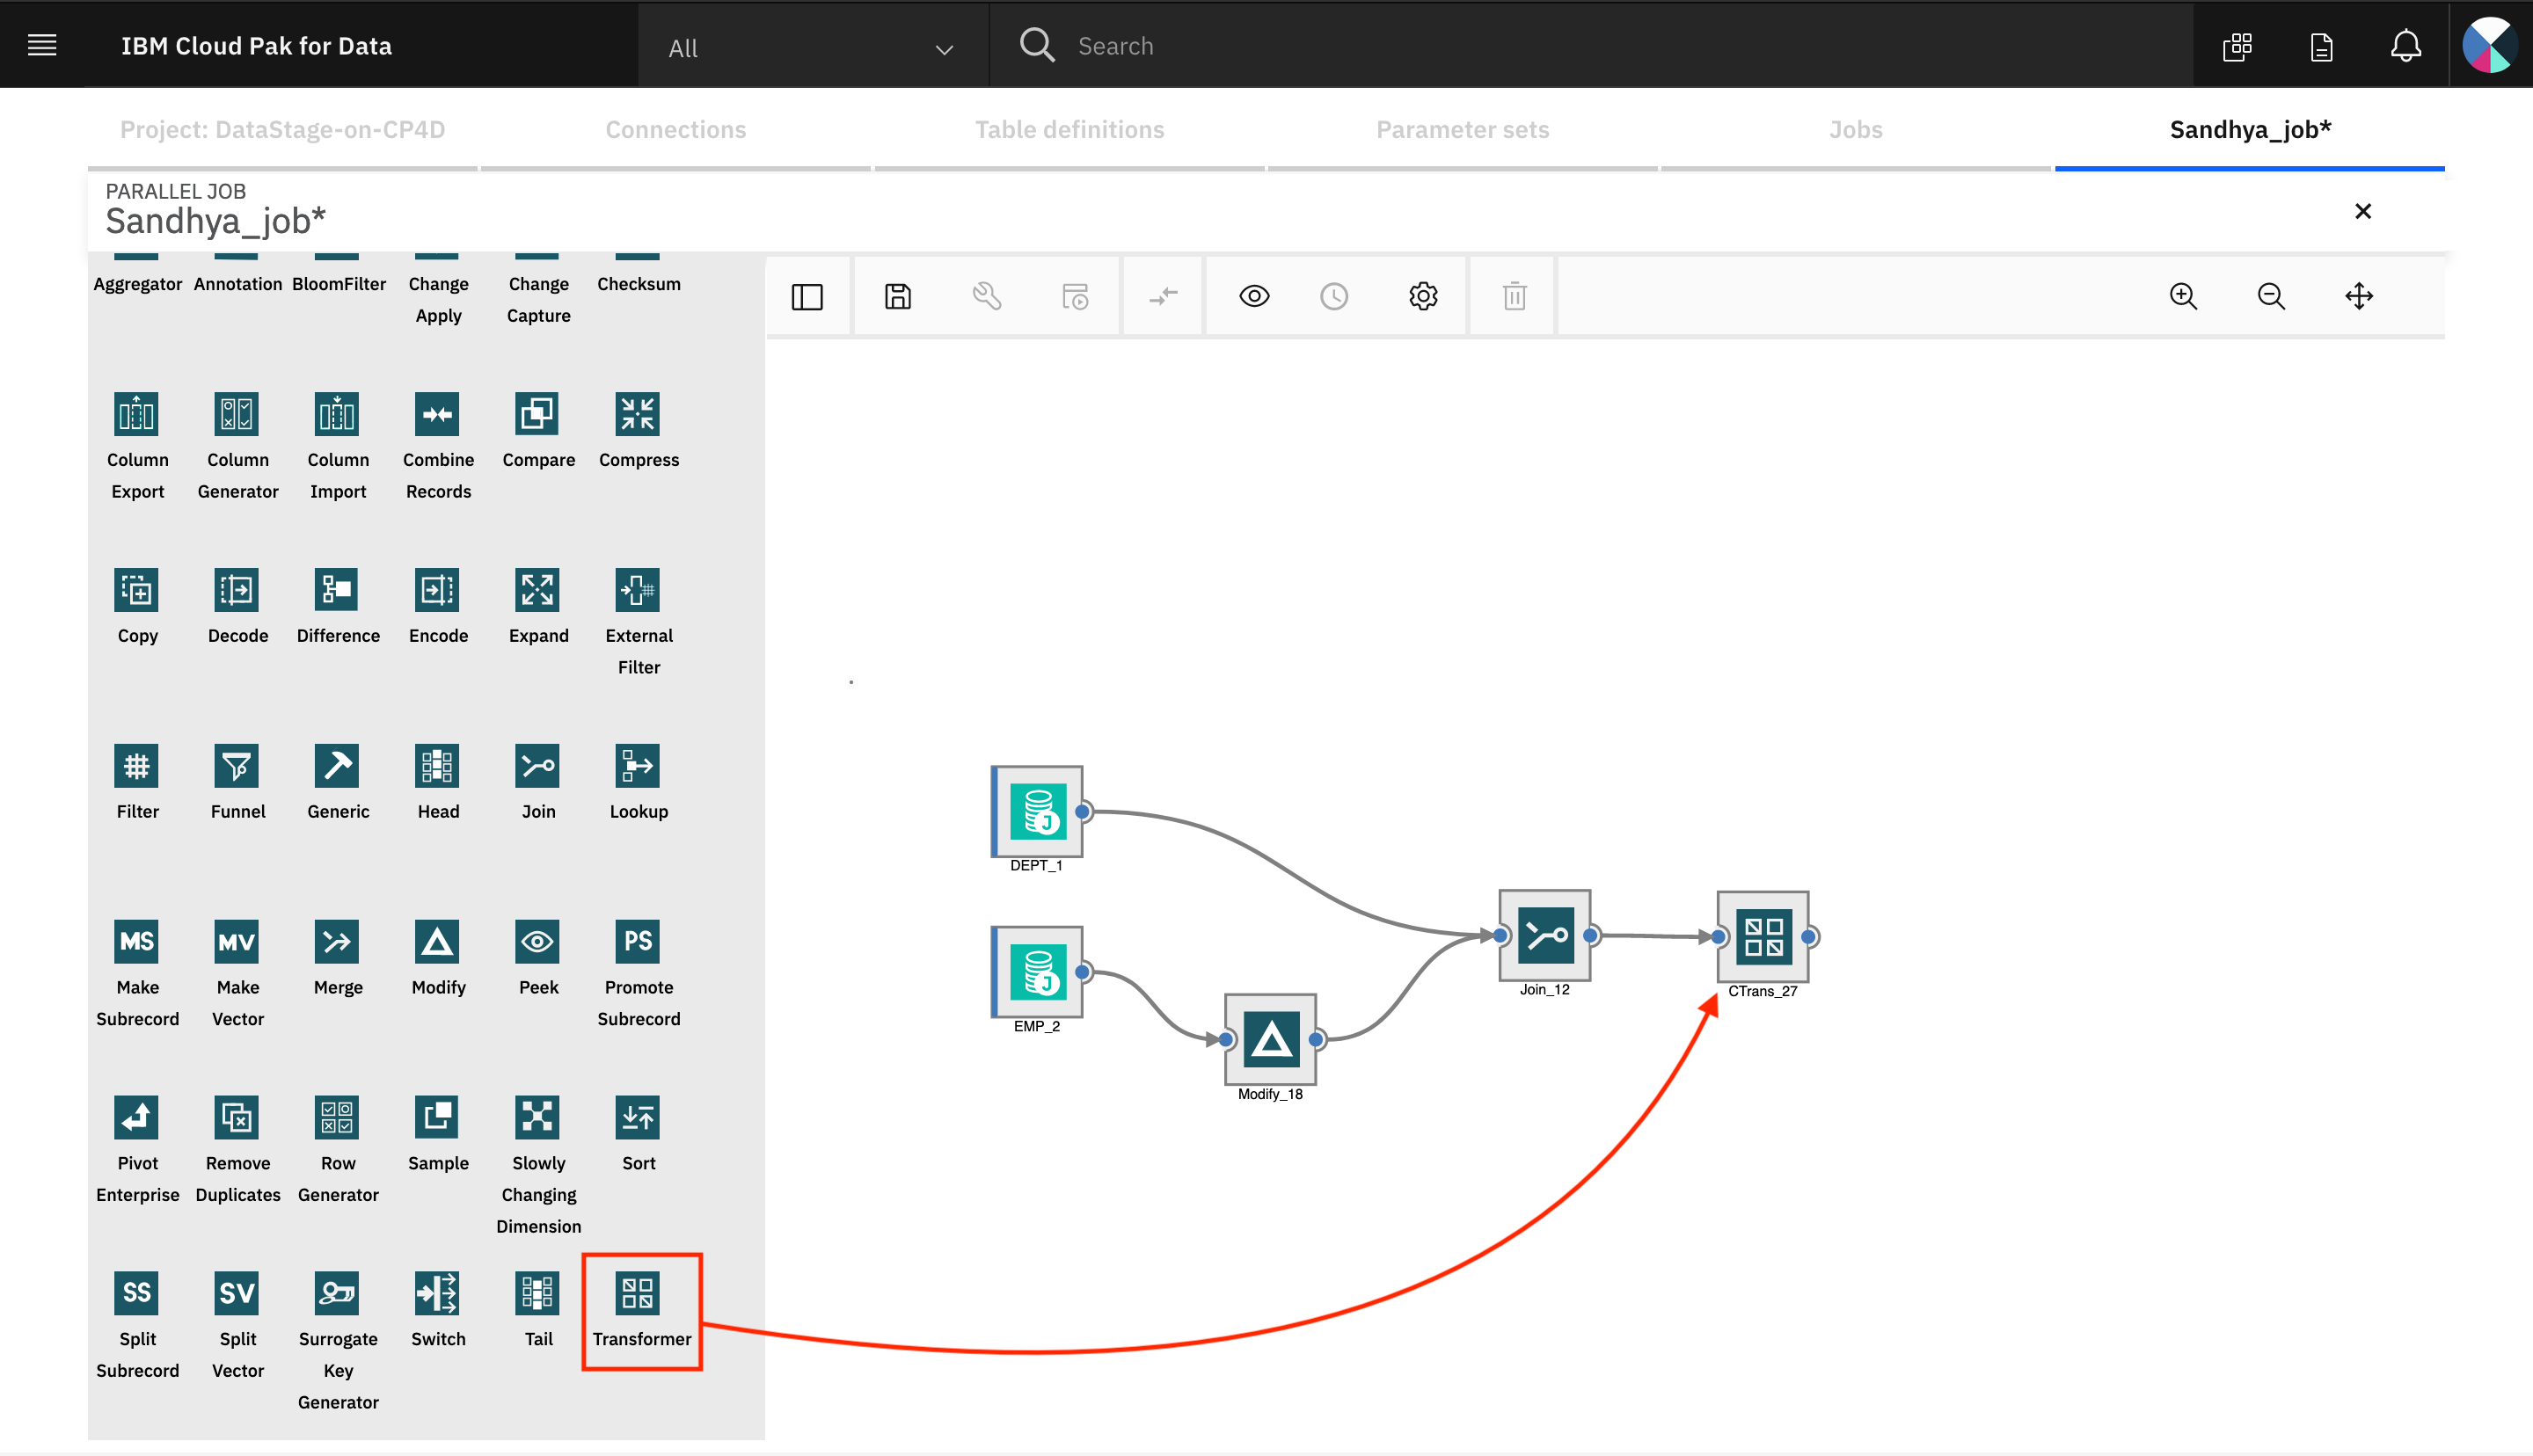 IBM Cloud Pak for Data
All
Search
Project: DataStage-on-CP4D
Connections
Table definitions
Parameter sets
Jobs
Sandhya_job*
PARALLEL JOB
Sandhya_job*
Aggregator
Annotation
BloomFilter
Change
Apply
Change
Capture
Checksum
Column
Export
Column
Generator
Column
Import
Combine
Records
Compare
Compress
Copy
Decode
Difference
Encode
Expand
External
Filter
Filter
Funnel
Generic
Head
Join
Lookup
MS
Make
Subrecord
MV
Make
Vector
Merge
Modify
Peek
PS
Promote
Subrecord
Pivot
Enterprise
Remove
Duplicates
Row
Generator
Sample
Slowly
Changing
Dimension
Sort
SS
Split
Subrecord
SV
Split
Vector
Surrogate
Key
Generator
Switch
Tail
Transformer
J
DEPT_1
J
EMP_2
Modify_18
Join_12
CTrans_27